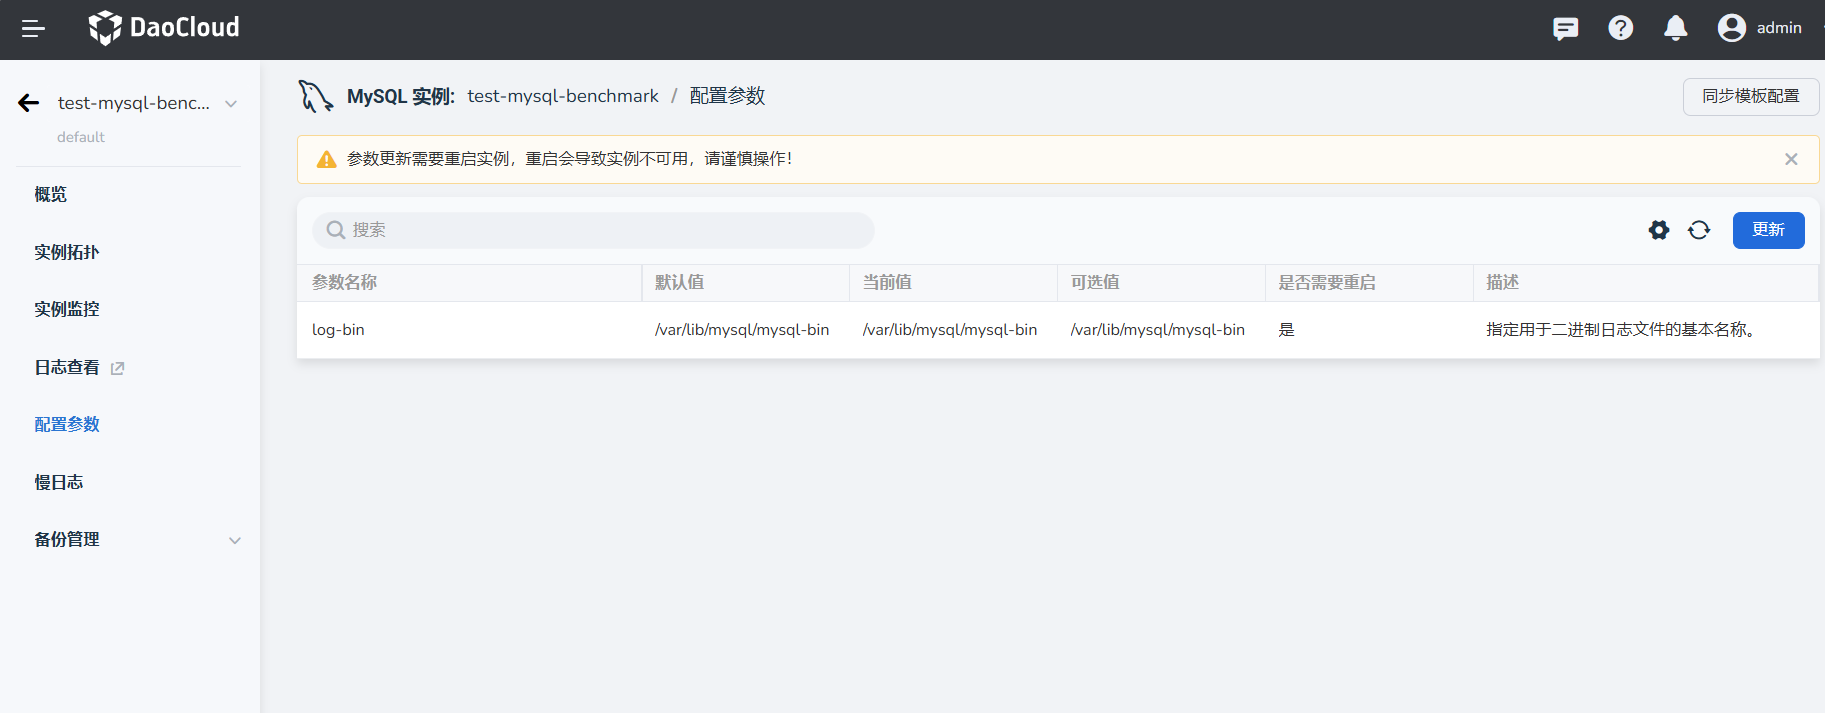 DaoCloud
admin
test-mysql-benc...
default
概览
实例拓扑
实例监控
日志查看
配置参数
慢日志
备份管理
MySQL 实例: test-mysql-benchmark / 配置参数
同步模板配置
参数更新需要重启实例，重启会导致实例不可用，请谨慎操作！
搜索
更新
参数名称 默认值 当前值 可选值 是否需要重启 描述
log-bin /var/lib/mysql/mysql-bin /var/lib/mysql/mysql-bin /var/lib/mysql/mysql-bin 是 指定用于二进制日志文件的基本名称。